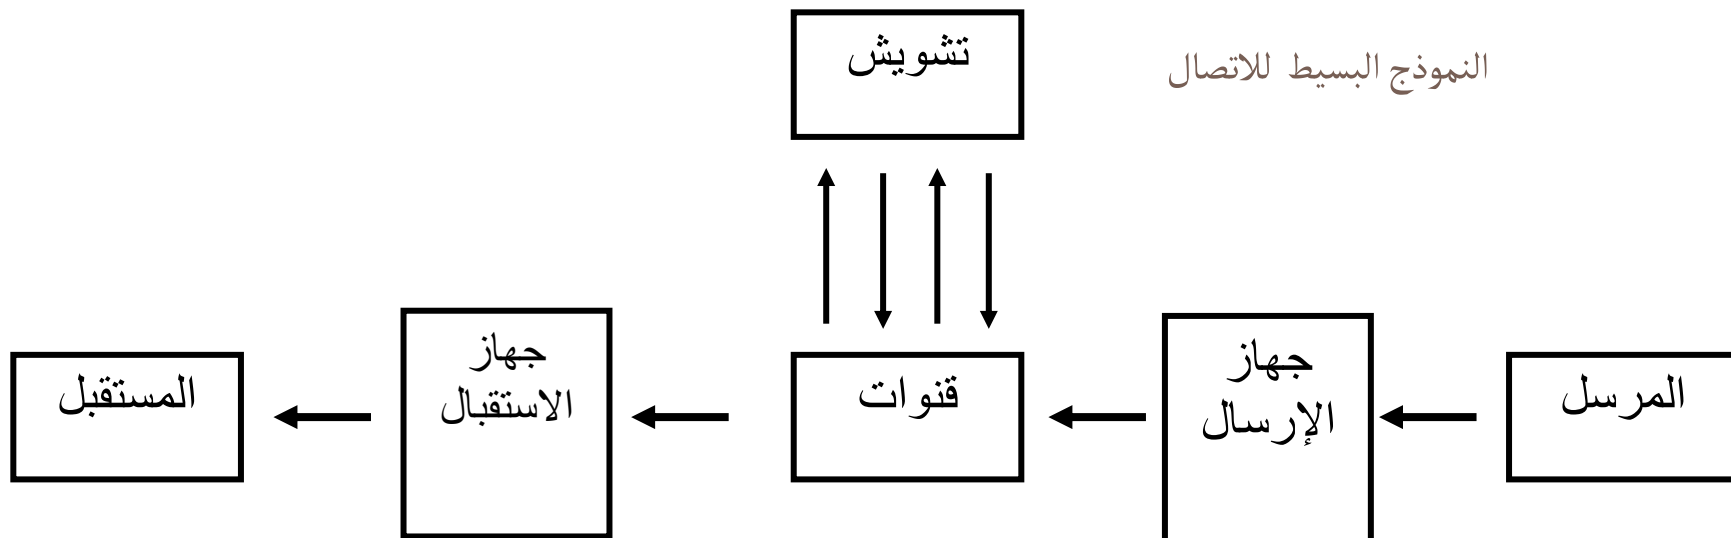 النموذج البسيط للاتصال
تشويش
المرسل
جهاز
الإرسال
قنوات
جهاز
الاستقبال
المستقبل